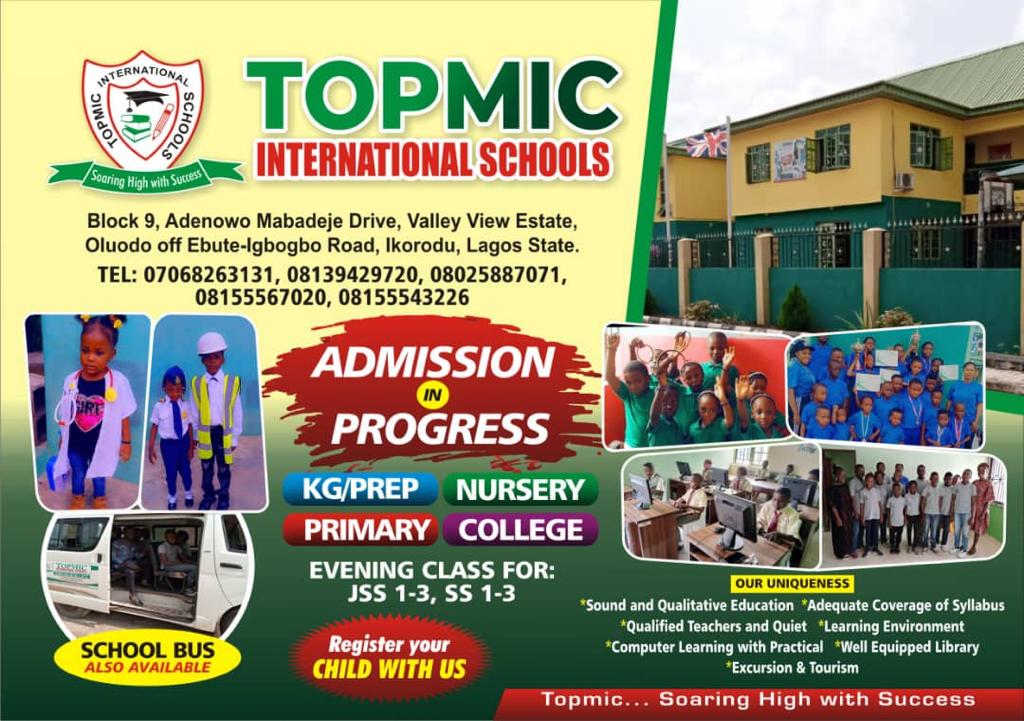 TOPMIC INTERNATIONAL SCHOOLS
Soaring High with Success
TOPMIC
INTERNATIONAL SCHOOLS
Block 9, Adenowo Mabadeje Drive, Valley View Estate,
Oluodo off Ebute-Igbogbo Road, Ikorodu, Lagos State.
TEL: 07068263131, 08139429720, 08025887071,
08155567020, 08155543226
ADMISSION
IN
PROGRESS
KG/PREP NURSERY
PRIMARY COLLEGE
EVENING CLASS FOR:
JSS 1-3, SS 1-3
Register your
CHILD WITH US
TOPMIC
SCHOOL BUS
ALSO AVAILABLE
OUR UNIQUENESS
*Sound and Qualitative Education *Adequate Coverage of Syllabus
*Qualified Teachers and Quiet *Learning Environment
*Computer Learning with Practical *Well Equipped Library
*Excursion & Tourism
Topmic... Soaring High with Success